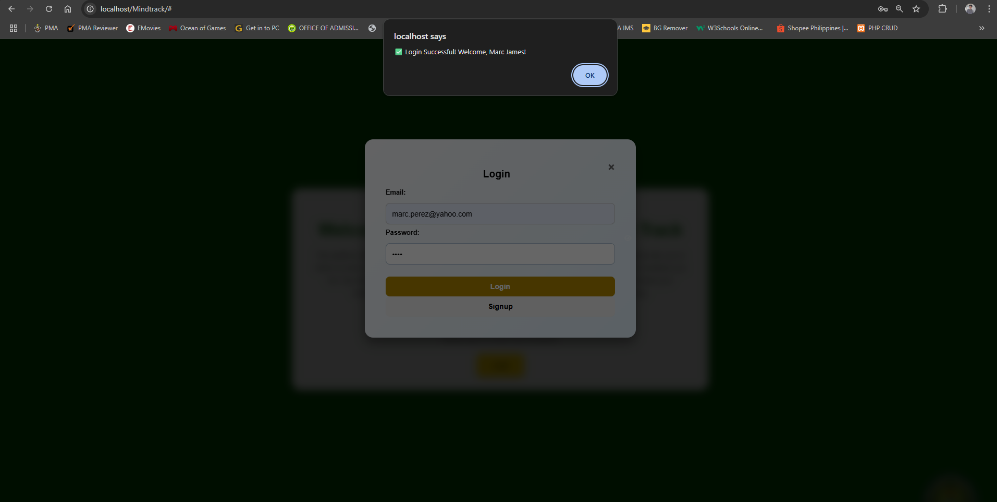 localhost/Mindtrack/#
PMA
PMA Reviewer
FMovies
Ocean of Games
Get in to PC
OFFICE OF ADMISSI...
A IMS
BG Remover
W3Schools Online...
Shopee Philippines |...
PHP CRUD
localhost says
✅ Login Successful! Welcome, Marc James!
OK
Login
Email:
marc.perez@yahoo.com
Password:
Login
Signup